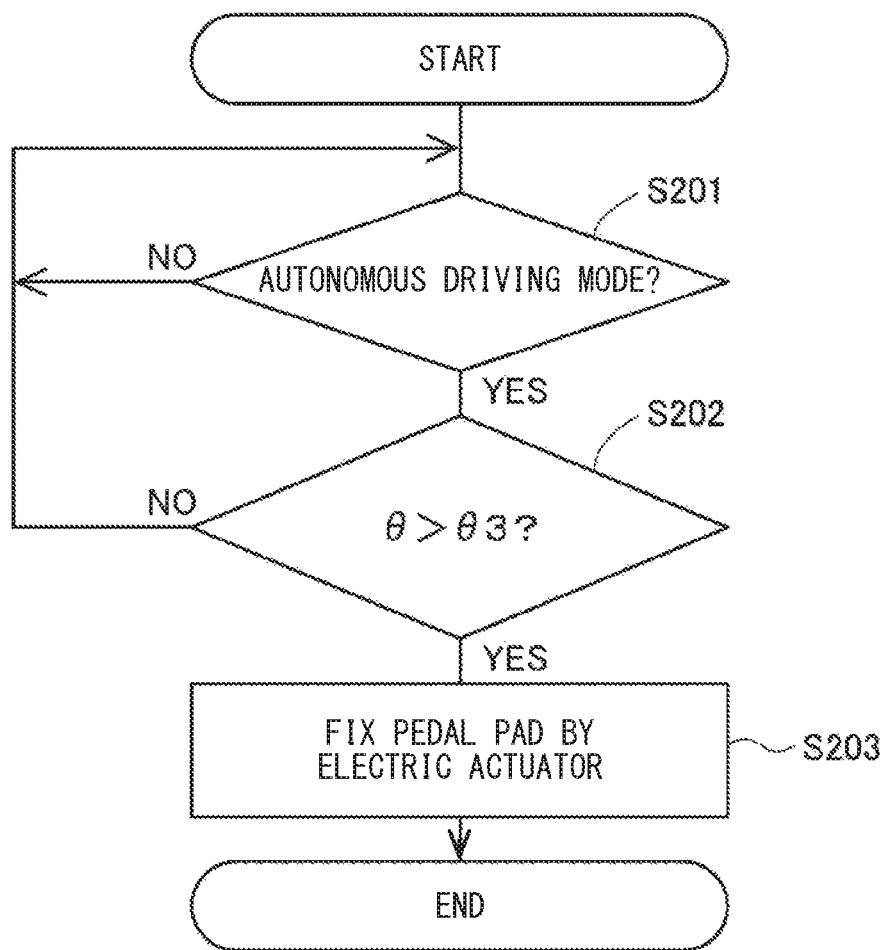 START
S201
NO
AUTONOMOUS DRIVING MODE?
YES
S202
NO
θ > θ3?
YES
FIX PEDAL PAD BY
ELECTRIC ACTUATOR
S203
END